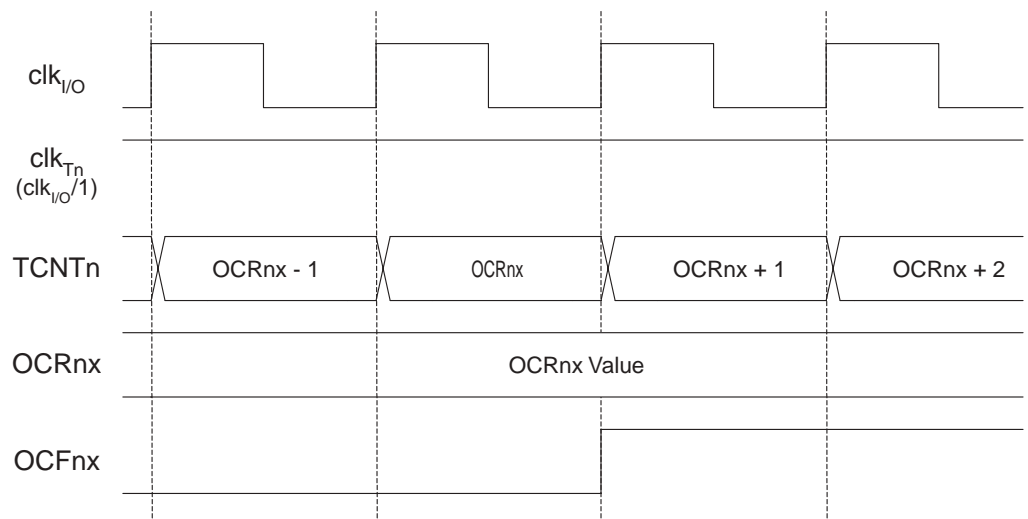 clkI/O
clkTn
(clkI/O/1)
TCNTn OCRnx - 1 OCRnx OCRnx + 1 OCRnx + 2
OCRnx OCRnx Value
OCFnx